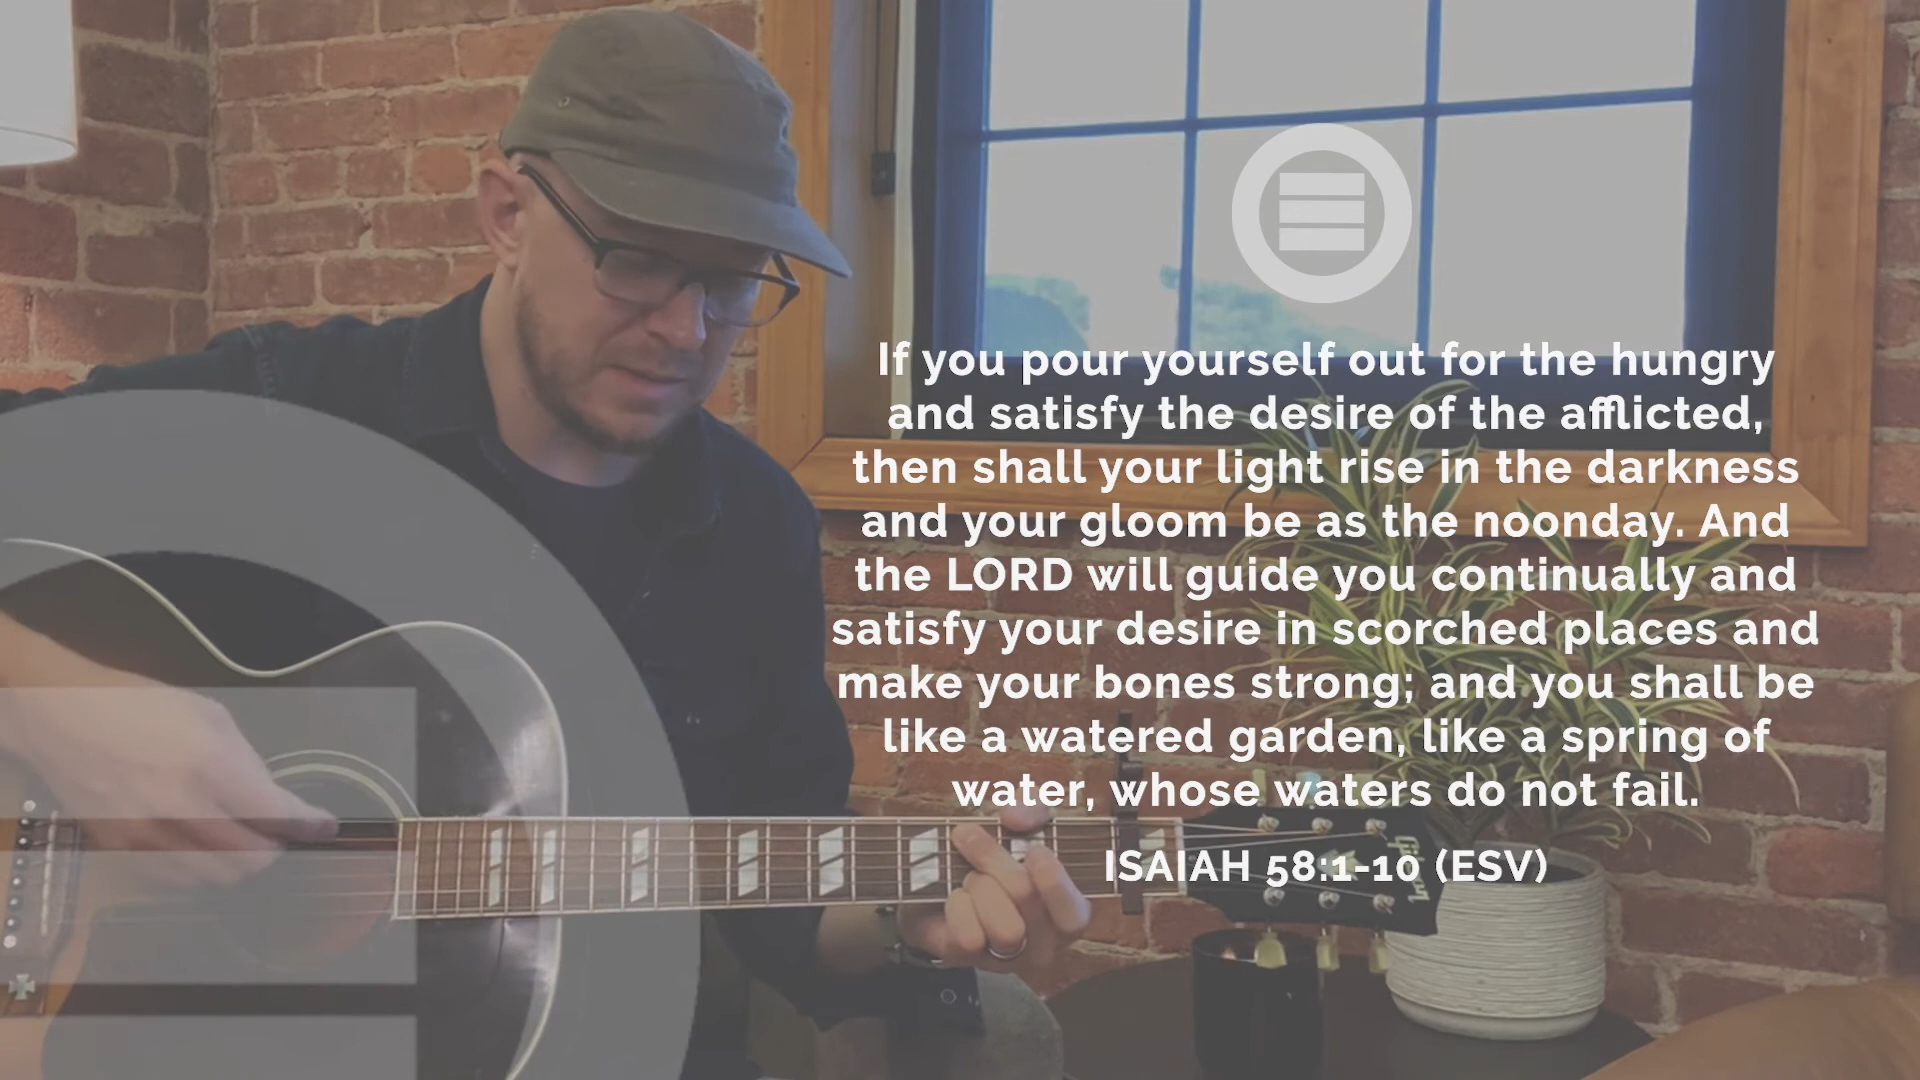 If you pour yourself out for the hungry
and satisfy the desire of the afflicted,
then shall your light rise in the darkness
and your gloom be as the noonday. And
the LORD will guide you continually and
satisfy your desire in scorched places and
make your bones strong; and you shall be
like a watered garden, like a spring of
water, whose waters do not fail.
ISAIAH 58:1-10 (ESV)
Gibson